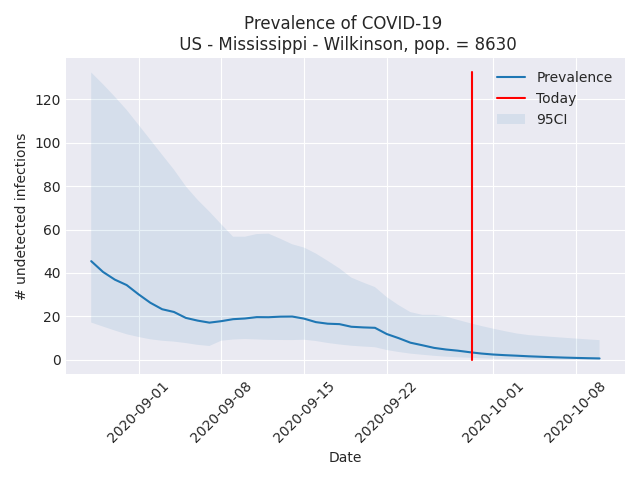 Prevalence of COVID-19
US - Mississippi - Wilkinson, pop. = 8630
Prevalence
Today
95CI
# undetected infections
120
100
80
60
40
20
0
2020-09-01
2020-09-08
2020-09-15
2020-09-22
2020-10-01
2020-10-08
Date